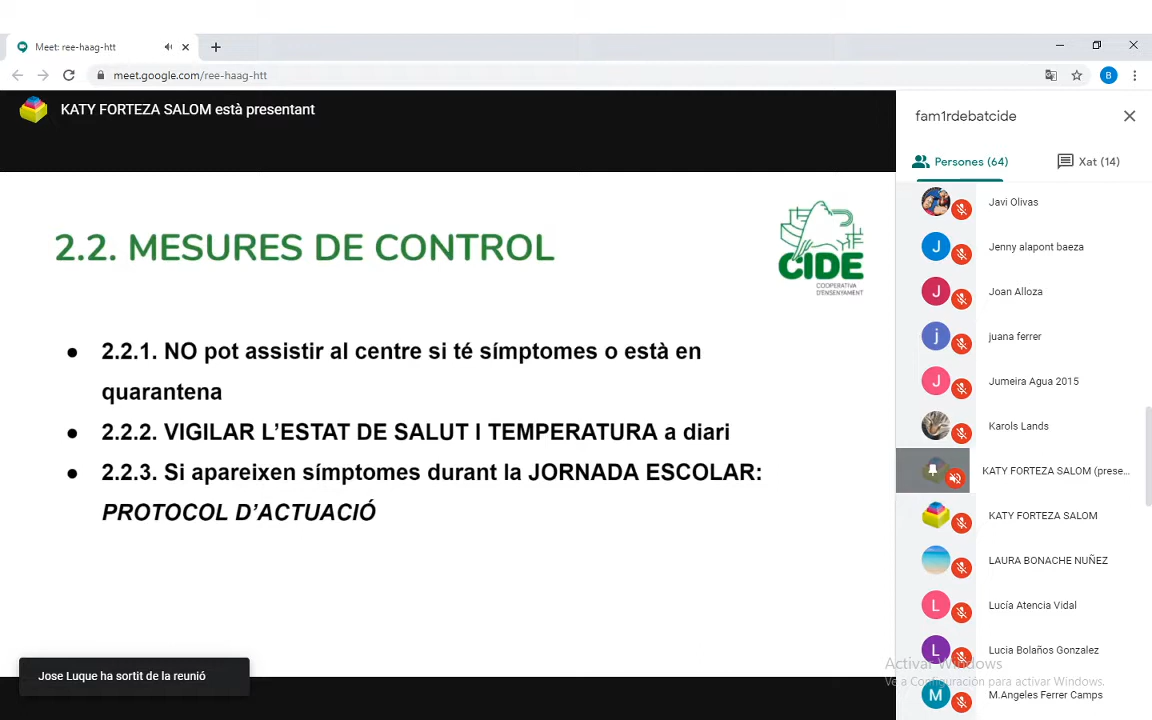 Meet: ree-haag-htt
meet.google.com/ree-haag-htt
B
KATY FORTEZA SALOM està presentant
fam1rdebatcide
Persones (64)
Xat (14)
2.2. MESURES DE CONTROL
CIDE
COOPERATIVA
D'ENSENYAMENT
2.2.1. NO pot assistir al centre si té símptomes o està en
quarantena
2.2.2. VIGILAR L'ESTAT DE SALUT I TEMPERATURA a diari
2.2.3. Si apareixen símptomes durant la JORNADA ESCOLAR:
PROTOCOL D'ACTUACIÓ
Jose Luque ha sortit de la reunió
Javi Olivas
J Jenny alapont baeza
J Joan Alloza
j juana ferrer
J Jumeira Agua 2015
Karols Lands
KATY FORTEZA SALOM (prese...
KATY FORTEZA SALOM
LAURA BONACHE NUÑEZ
L Lucía Atencia Vidal
L Lucia Bolaños Gonzalez
M M.Angeles Ferrer Camps
Activar Windows
Ve a Configuración para activar Windows.